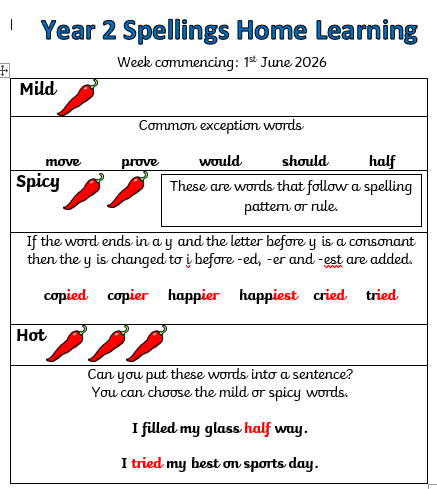 Year 2 Spellings Home Learning
Week commencing: 1st June 2026
Mild
Common exception words
move prove would should half
Spicy
These are words that follow a spelling
pattern or rule.
If the word ends in a y and the letter before y is a consonant
then the y is changed to i before -ed, -er and -est are added.
copied copier happier happiest cried tried
Hot
Can you put these words into a sentence?
You can choose the mild or spicy words.
I filled my glass half way.
I tried my best on sports day.